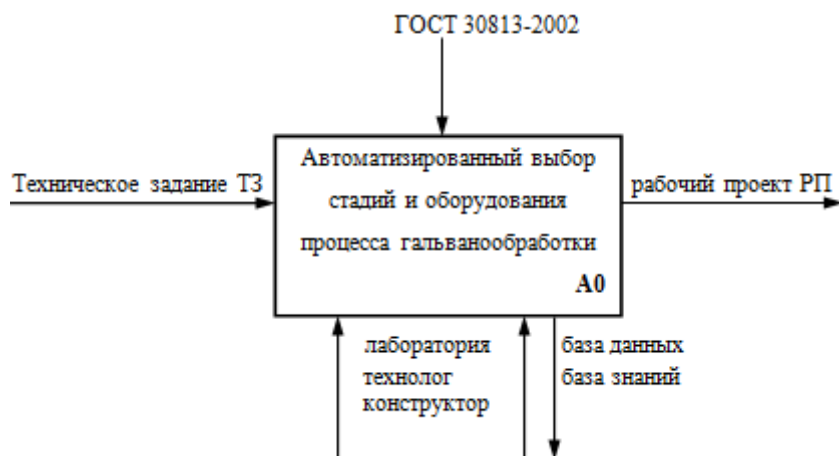 ГОСТ 30813-2002
Техническое задание ТЗ
Автоматизированный выбор
стадий и оборудования
процесса гальванообработки
А0
рабочий проект РП
лаборатория
технолог
конструктор
база данных
база знаний